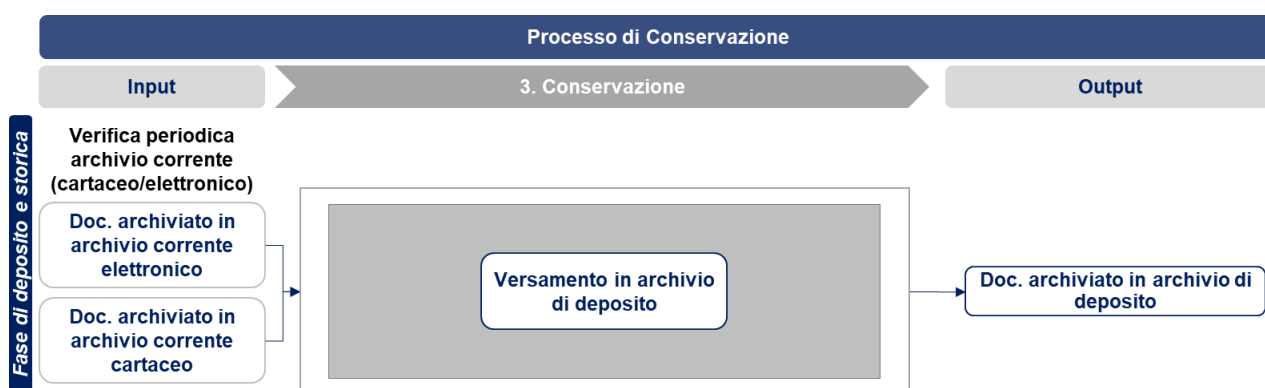 Processo di Conservazione
Input
3. Conservazione
Output
Fase di deposito e storica
Verifica periodica
archivio corrente
(cartaceo/elettronico)
Doc. archiviato in
archivio corrente
elettronico
Doc. archiviato in
archivio corrente
cartaceo
Versamento in archivio
di deposito
Doc. archiviato in archivio di
deposito